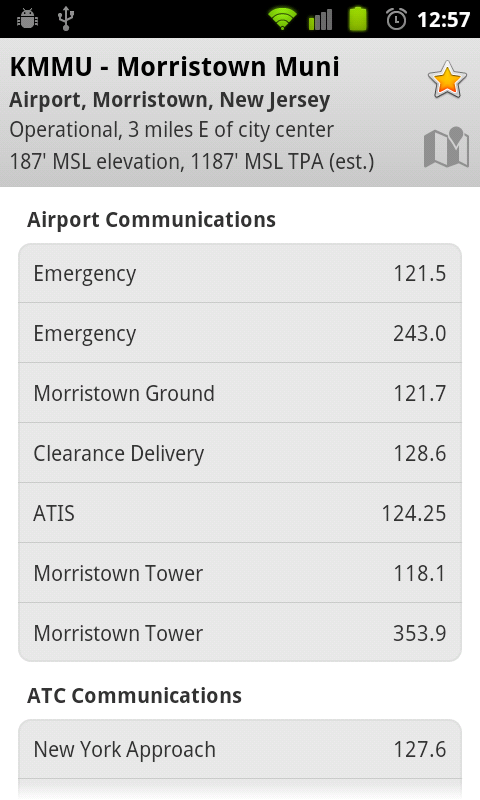 12:57
KMMU - Morristown Muni
Airport, Morristown, New Jersey
Operational, 3 miles E of city center
187' MSL elevation, 1187' MSL TPA (est.)
Airport Communications
Emergency 121.5
Emergency 243.0
Morristown Ground 121.7
Clearance Delivery 128.6
ATIS 124.25
Morristown Tower 118.1
Morristown Tower 353.9
ATC Communications
New York Approach 127.6